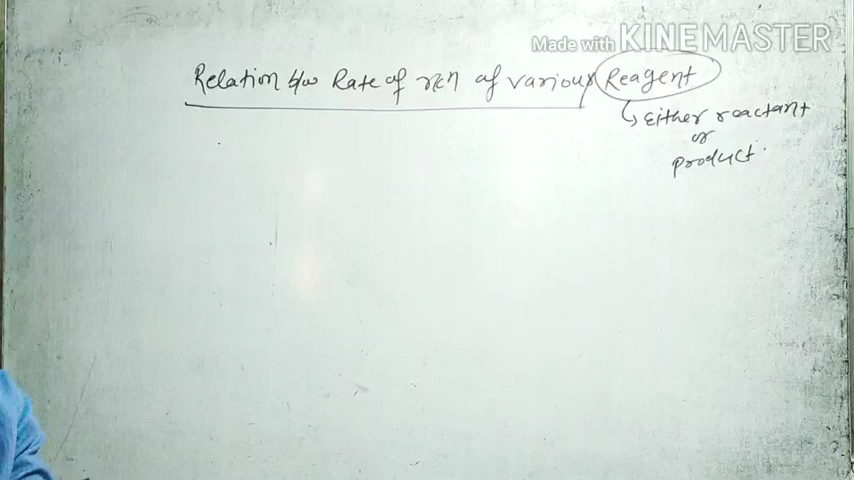 Made with KINEMASTER
Relation b/w Rate of rxn of various Reagent
↳ either reactant
or
product.